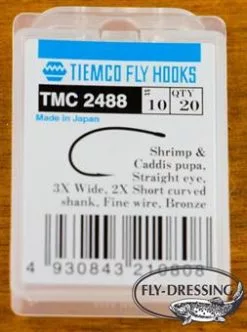 TIEMCO FLY HOOKS
TMC 2488 # 10 QTY 20
Made in Japan
Shrimp &
Caddis pupa,
Straight eye,
3X Wide, 2X Short curved
shank, Fine wire, Bronze
4 930843 210808
FLY-DRESSING